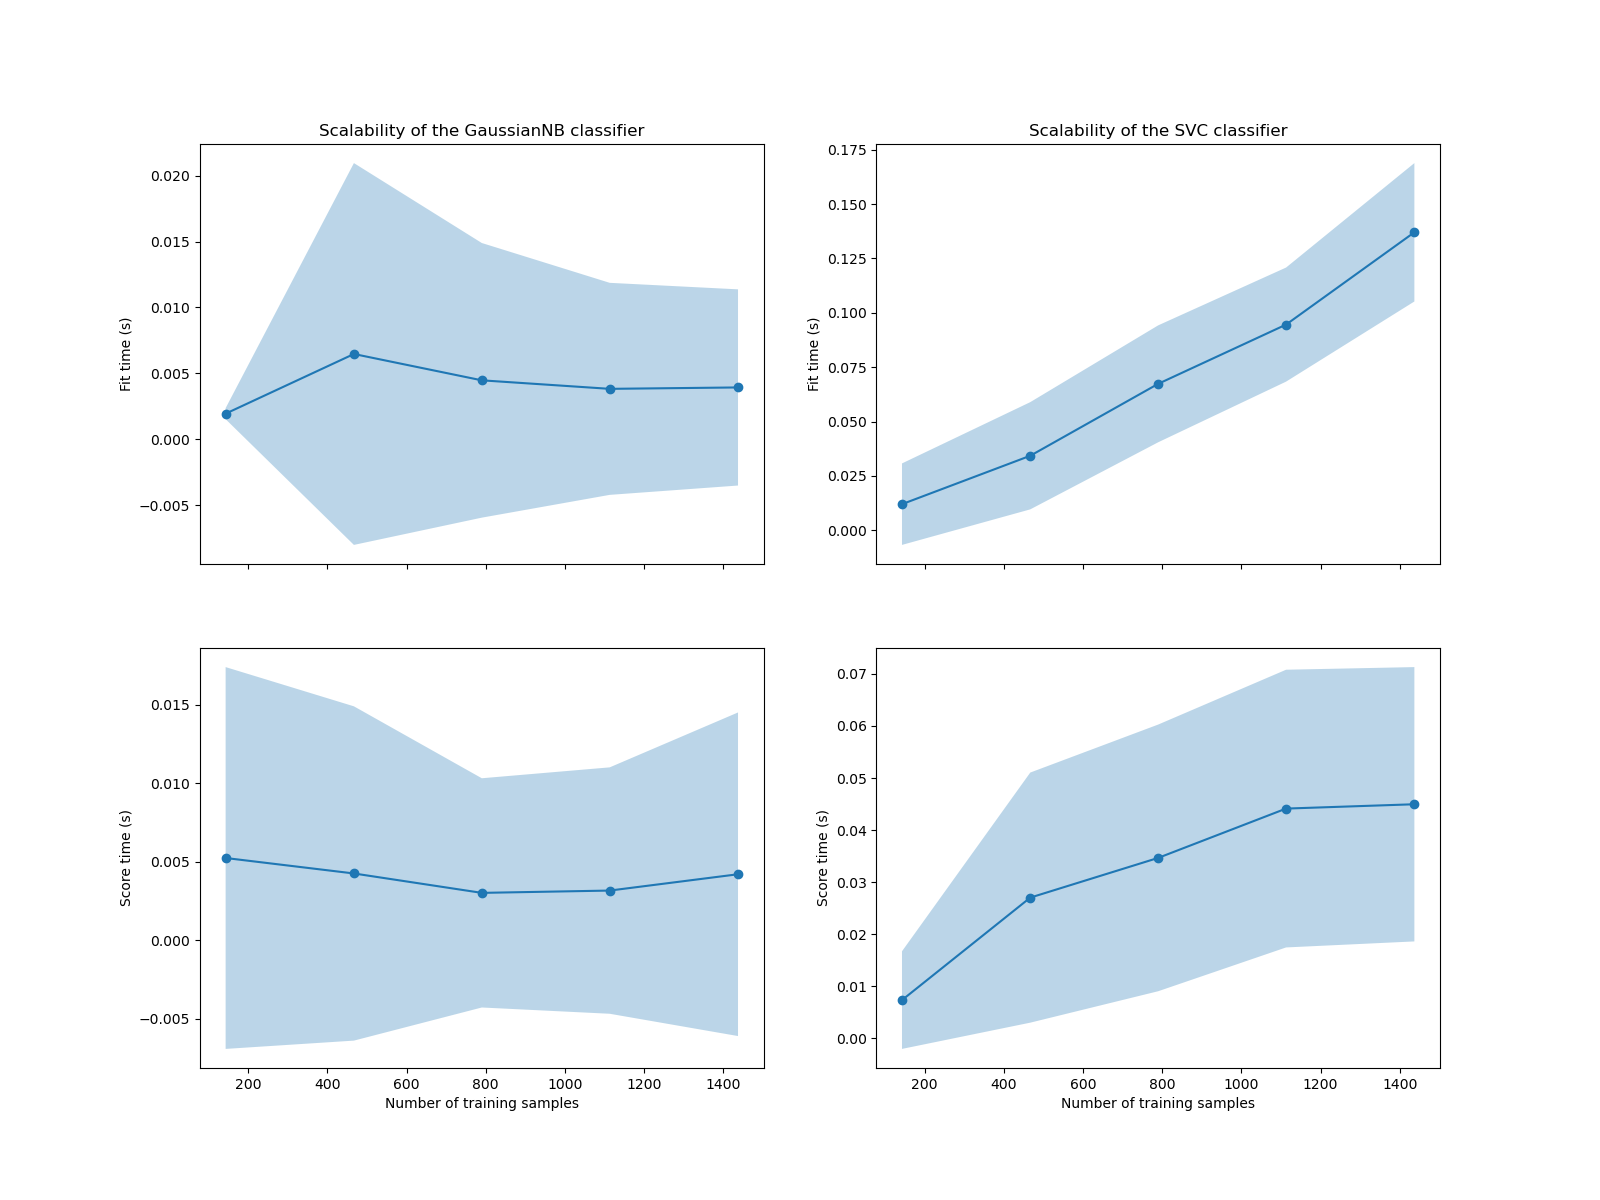 Scalability of the GaussianNB classifier
Scalability of the SVC classifier
0.020
0.015
0.010
0.005
0.000
−0.005
Fit time (s)
0.175
0.150
0.125
0.100
0.075
0.050
0.025
0.000
Fit time (s)
0.015
0.010
0.005
0.000
−0.005
Score time (s)
200 400 600 800 1000 1200 1400
Number of training samples
0.07
0.06
0.05
0.04
0.03
0.02
0.01
0.00
Score time (s)
200 400 600 800 1000 1200 1400
Number of training samples